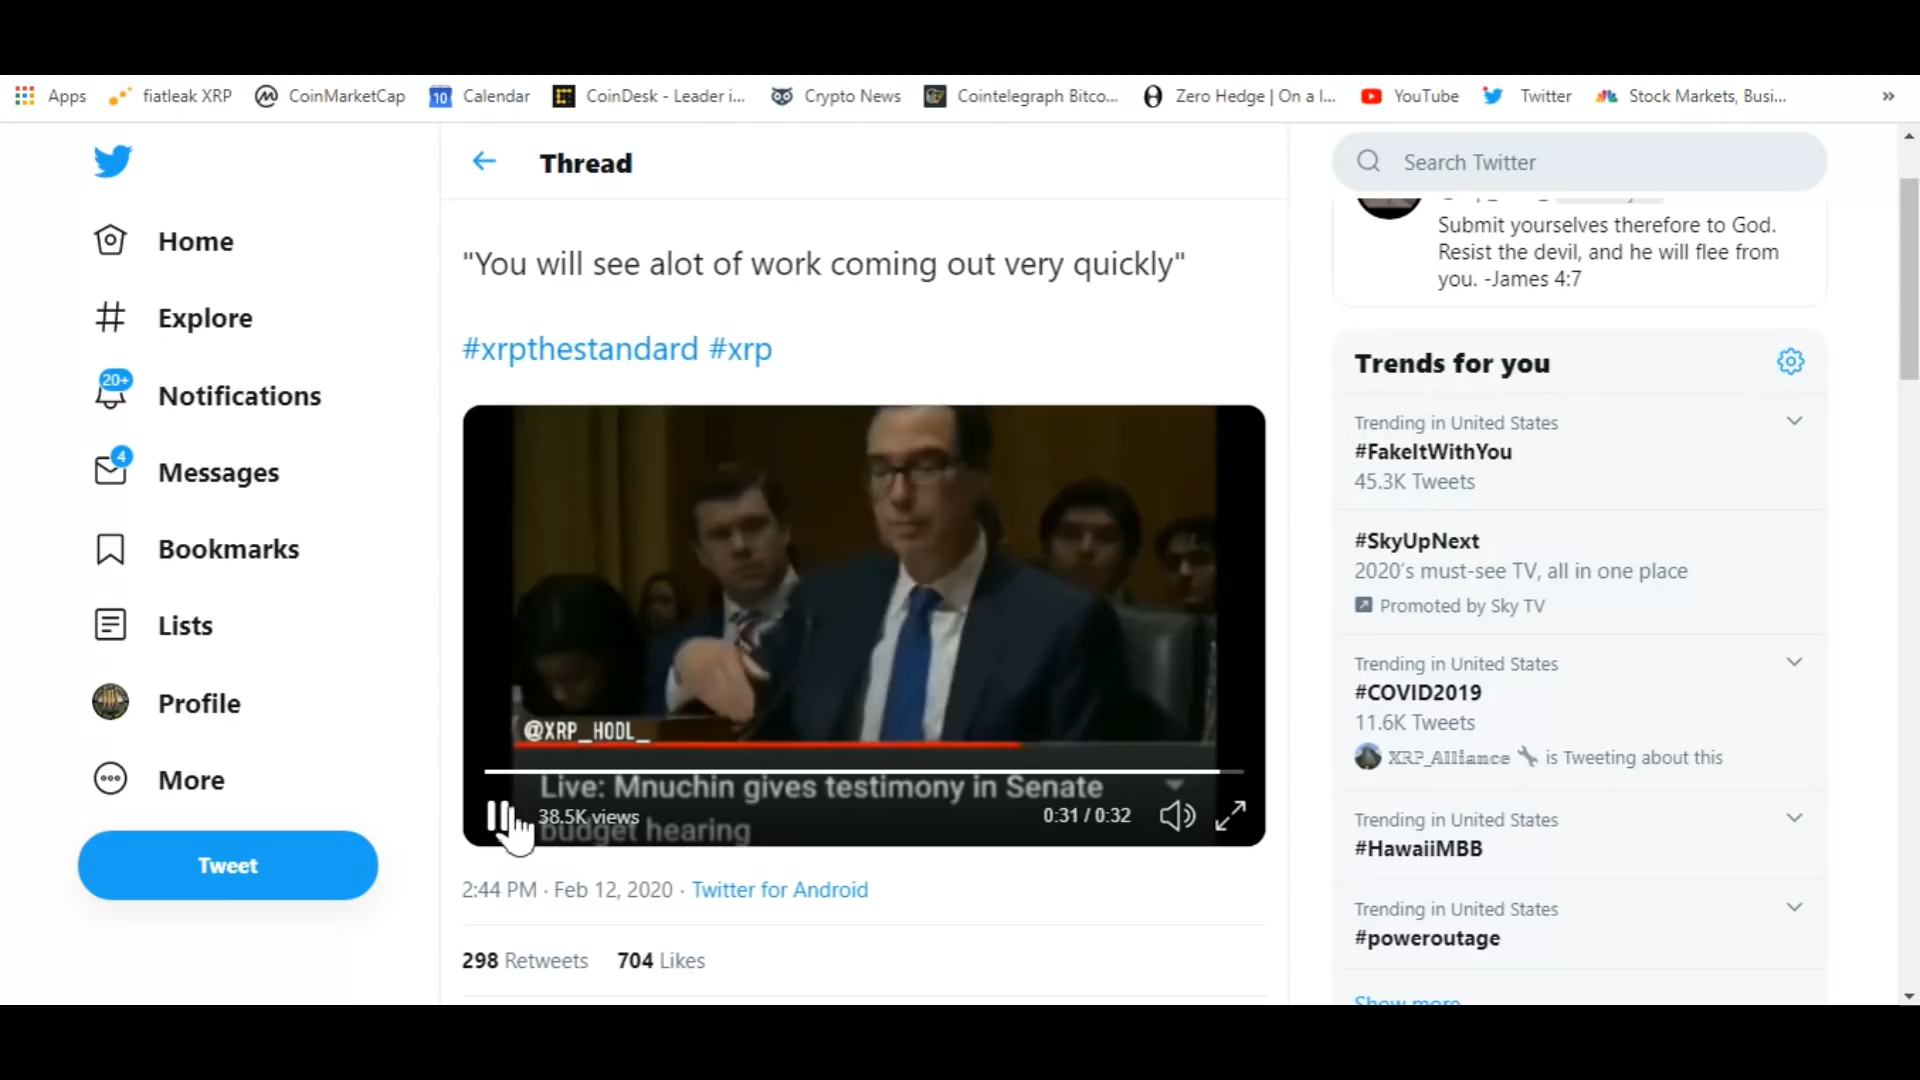 Apps fiatleak XRP CoinMarketCap 10 Calendar CoinDesk - Leader i... Crypto News Cointelegraph Bitco... Zero Hedge | On a l... YouTube Twitter Stock Markets, Busi... »
Home
Explore
20+
Notifications
4
Messages
Bookmarks
Lists
Profile
More
Tweet
Thread
"You will see alot of work coming out very quickly"
#xrpthestandard #xrp
@XRP_HODL_
Live: Mnuchin gives testimony in Senate
budget hearing
38.5K views
0:31 / 0:32
2:44 PM · Feb 12, 2020 · Twitter for Android
298 Retweets 704 Likes
Search Twitter
Submit yourselves therefore to God.
Resist the devil, and he will flee from
you. -James 4:7
Trends for you
Trending in United States
#FakeItWithYou
45.3K Tweets
#SkyUpNext
2020's must-see TV, all in one place
Promoted by Sky TV
Trending in United States
#COVID2019
11.6K Tweets
XRP_Alliance is Tweeting about this
Trending in United States
#HawaiiMBB
Trending in United States
#poweroutage
Show more